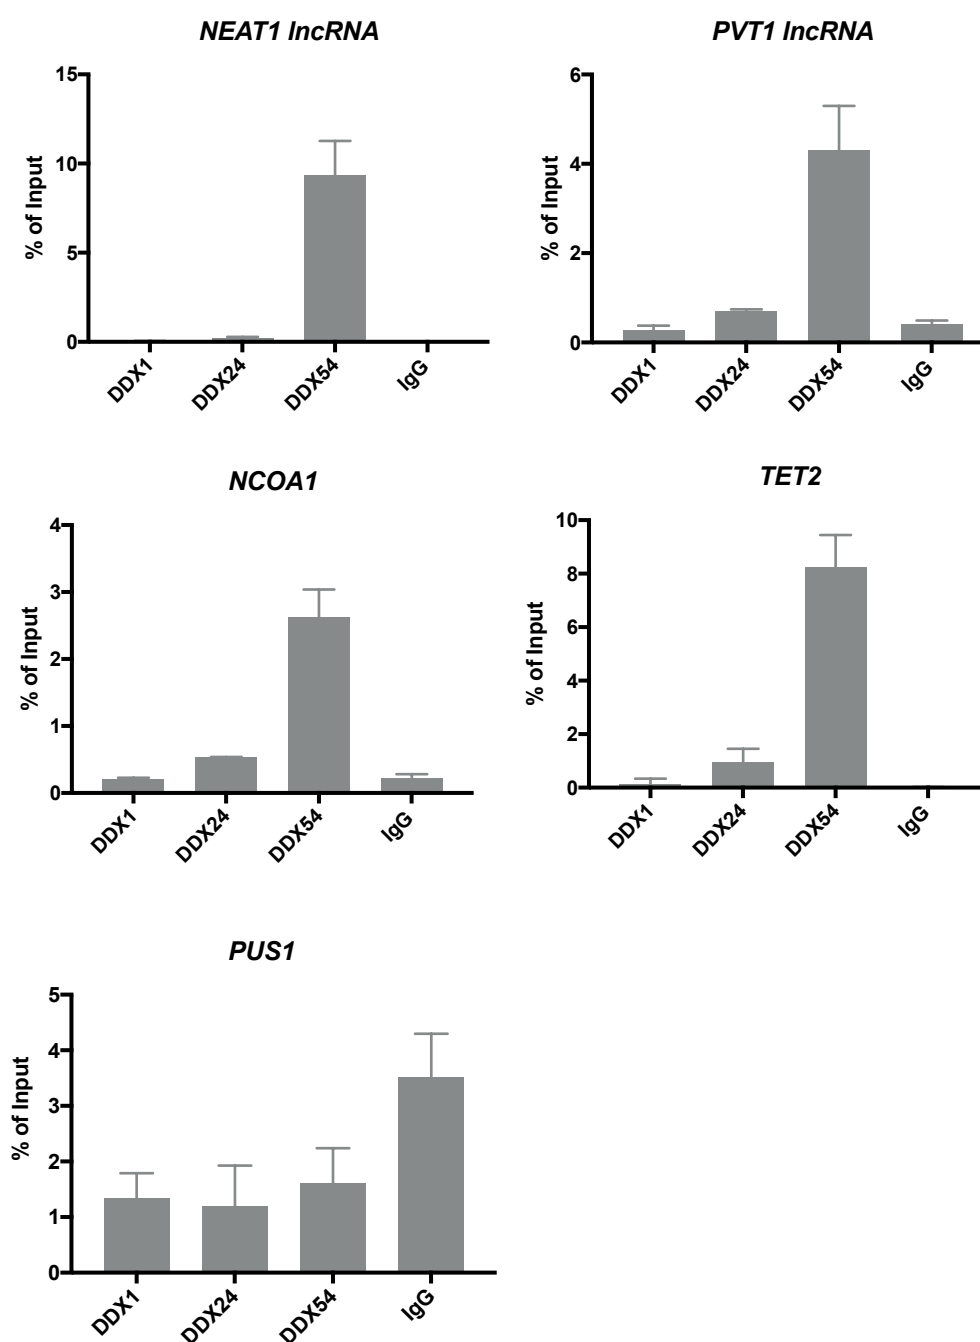 NEAT1 lncRNA
15
10
5
0
% of Input
DDX1
DDX24
DDX54
IgG
PVT1 lncRNA
6
4
2
0
% of Input
DDX1
DDX24
DDX54
IgG
NCOA1
4
3
2
1
0
% of Input
DDX1
DDX24
DDX54
IgG
TET2
10
8
6
4
2
0
% of Input
DDX1
DDX24
DDX54
IgG
PUS1
5
4
3
2
1
0
% of Input
DDX1
DDX24
DDX54
IgG